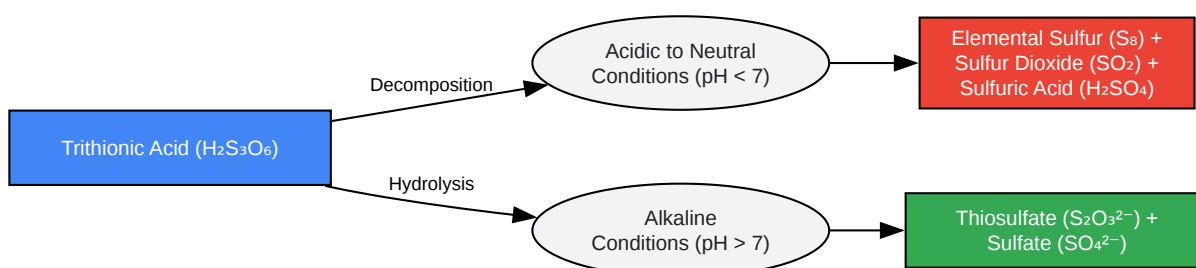 Trithionic Acid (H₂S₃O₆)
Decomposition
Acidic to Neutral
Conditions (pH < 7)
Elemental Sulfur (S₈) +
Sulfur Dioxide (SO₂) +
Sulfuric Acid (H₂SO₄)
Hydrolysis
Alkaline
Conditions (pH > 7)
Thiosulfate (S₂O₃²⁻) +
Sulfate (SO₄²⁻)